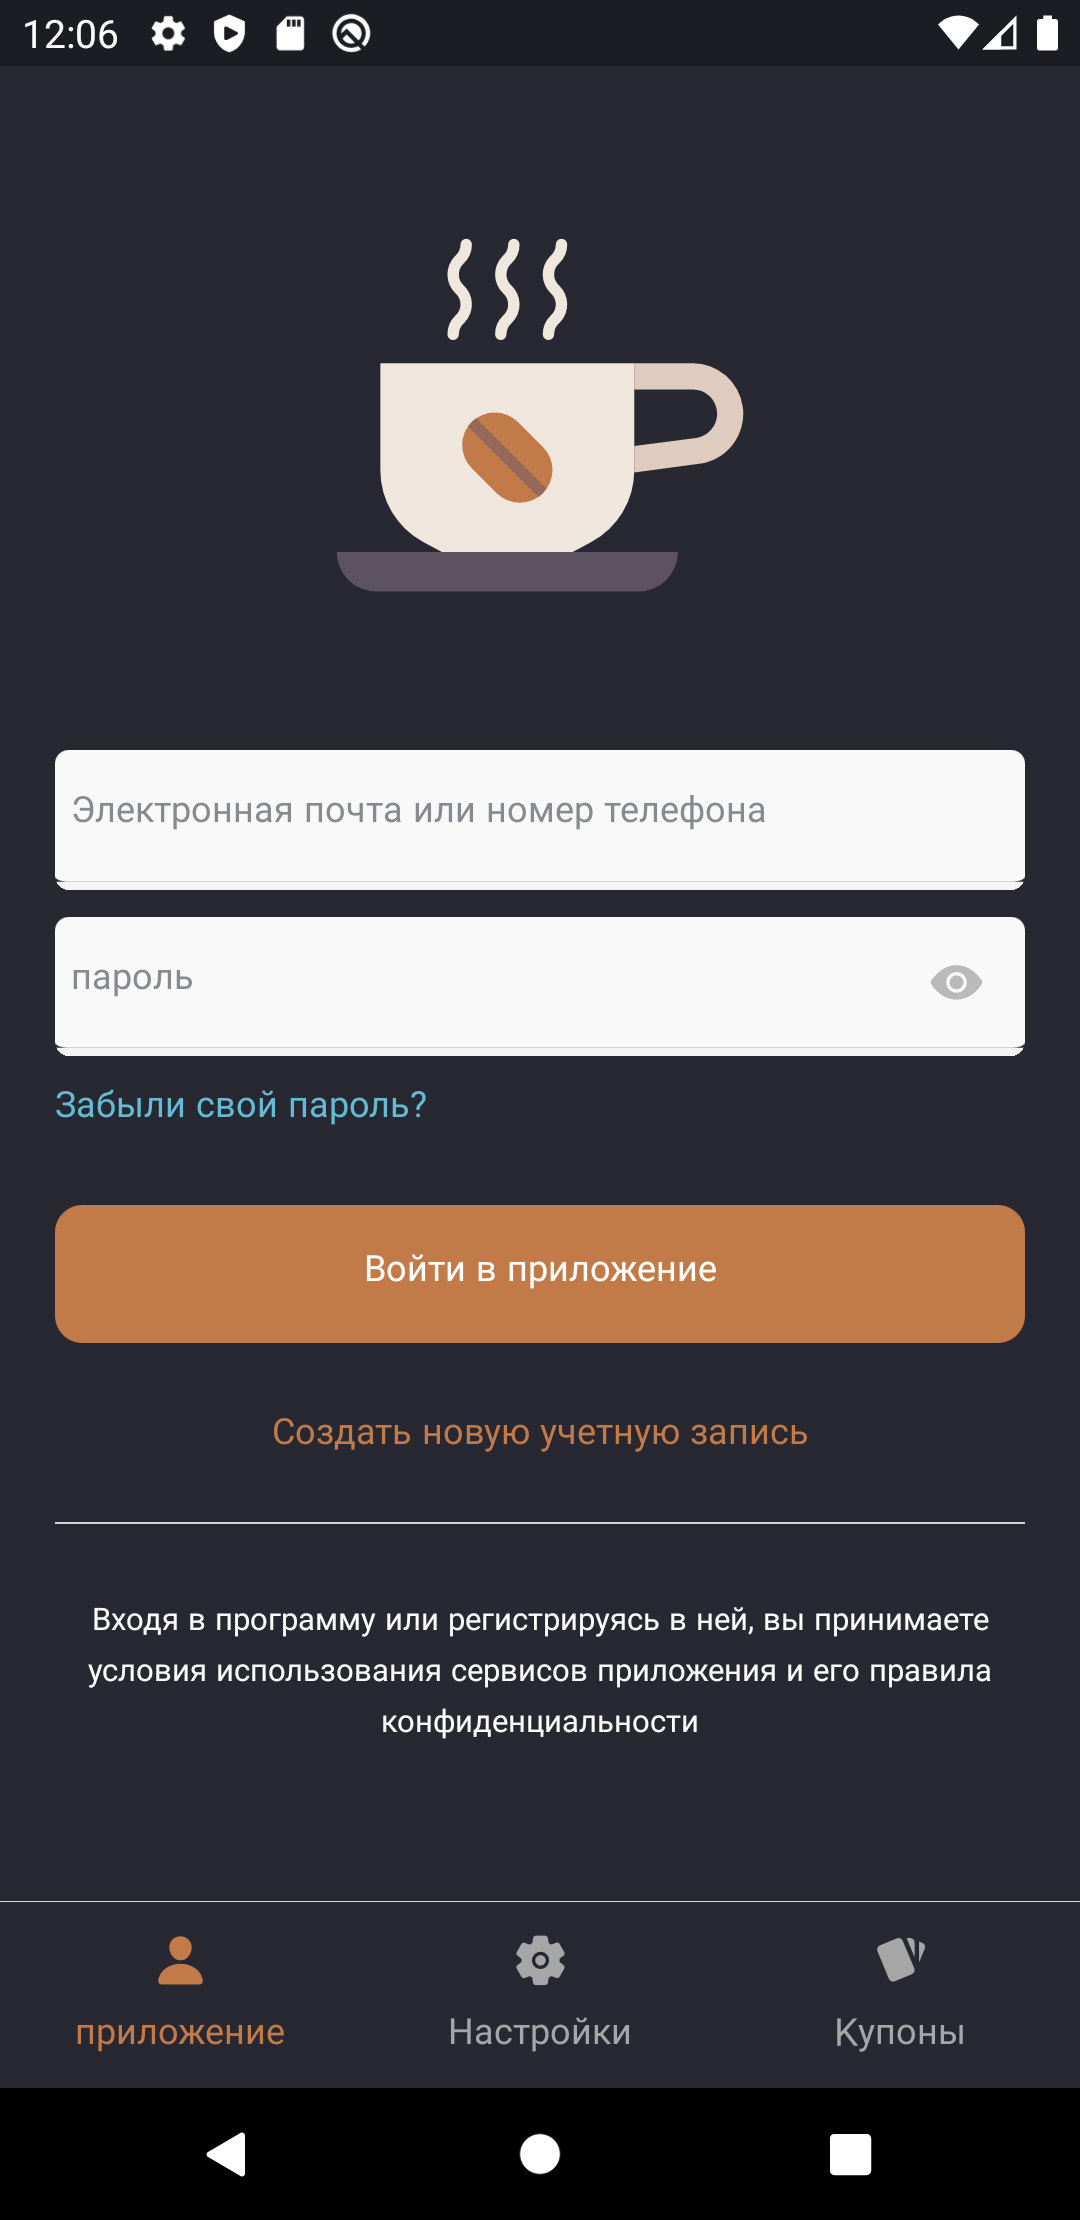 12:06
Электронная почта или номер телефона
пароль
Забыли свой пароль?
Войти в приложение
Создать новую учетную запись
Входя в программу или регистрируясь в ней, вы принимаете
условия использования сервисов приложения и его правила
конфиденциальности
приложение
Настройки
Купоны